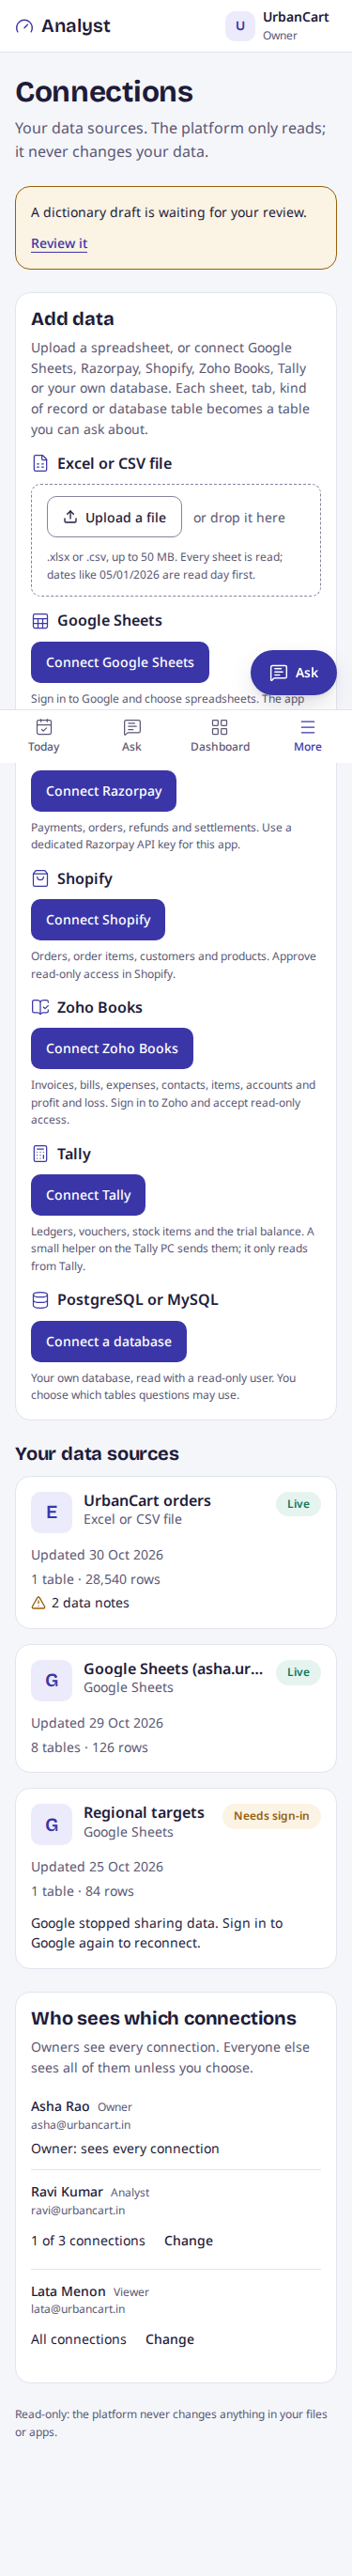 Analyst
U
UrbanCart
Owner
Connections
Your data sources. The platform only reads;
it never changes your data.
A dictionary draft is waiting for your review.
Review it
Add data
Upload a spreadsheet, or connect Google
Sheets, Razorpay, Shopify, Zoho Books, Tally
or your own database. Each sheet, tab, kind
of record or database table becomes a table
you can ask about.
Excel or CSV file
Upload a file or drop it here
.xlsx or .csv, up to 50 MB. Every sheet is read;
dates like 05/01/2026 are read day first.
Google Sheets
Connect Google Sheets
Ask
Sign in to Google and choose spreadsheets. The app
Today Ask Dashboard More
Connect Razorpay
Payments, orders, refunds and settlements. Use a
dedicated Razorpay API key for this app.
Shopify
Connect Shopify
Orders, order items, customers and products. Approve
read-only access in Shopify.
Zoho Books
Connect Zoho Books
Invoices, bills, expenses, contacts, items, accounts and
profit and loss. Sign in to Zoho and accept read-only
access.
Tally
Connect Tally
Ledgers, vouchers, stock items and the trial balance. A
small helper on the Tally PC sends them; it only reads
from Tally.
PostgreSQL or MySQL
Connect a database
Your own database, read with a read-only user. You
choose which tables questions may use.
Your data sources
E
UrbanCart orders
Live
Excel or CSV file
Updated 30 Oct 2026
1 table · 28,540 rows
2 data notes
G
Google Sheets (asha.ur...
Live
Google Sheets
Updated 29 Oct 2026
8 tables · 126 rows
G
Regional targets
Needs sign-in
Google Sheets
Updated 25 Oct 2026
1 table · 84 rows
Google stopped sharing data. Sign in to
Google again to reconnect.
Who sees which connections
Owners see every connection. Everyone else
sees all of them unless you choose.
Asha Rao Owner
asha@urbancart.in
Owner: sees every connection
Ravi Kumar Analyst
ravi@urbancart.in
1 of 3 connections Change
Lata Menon Viewer
lata@urbancart.in
All connections Change
Read-only: the platform never changes anything in your files
or apps.